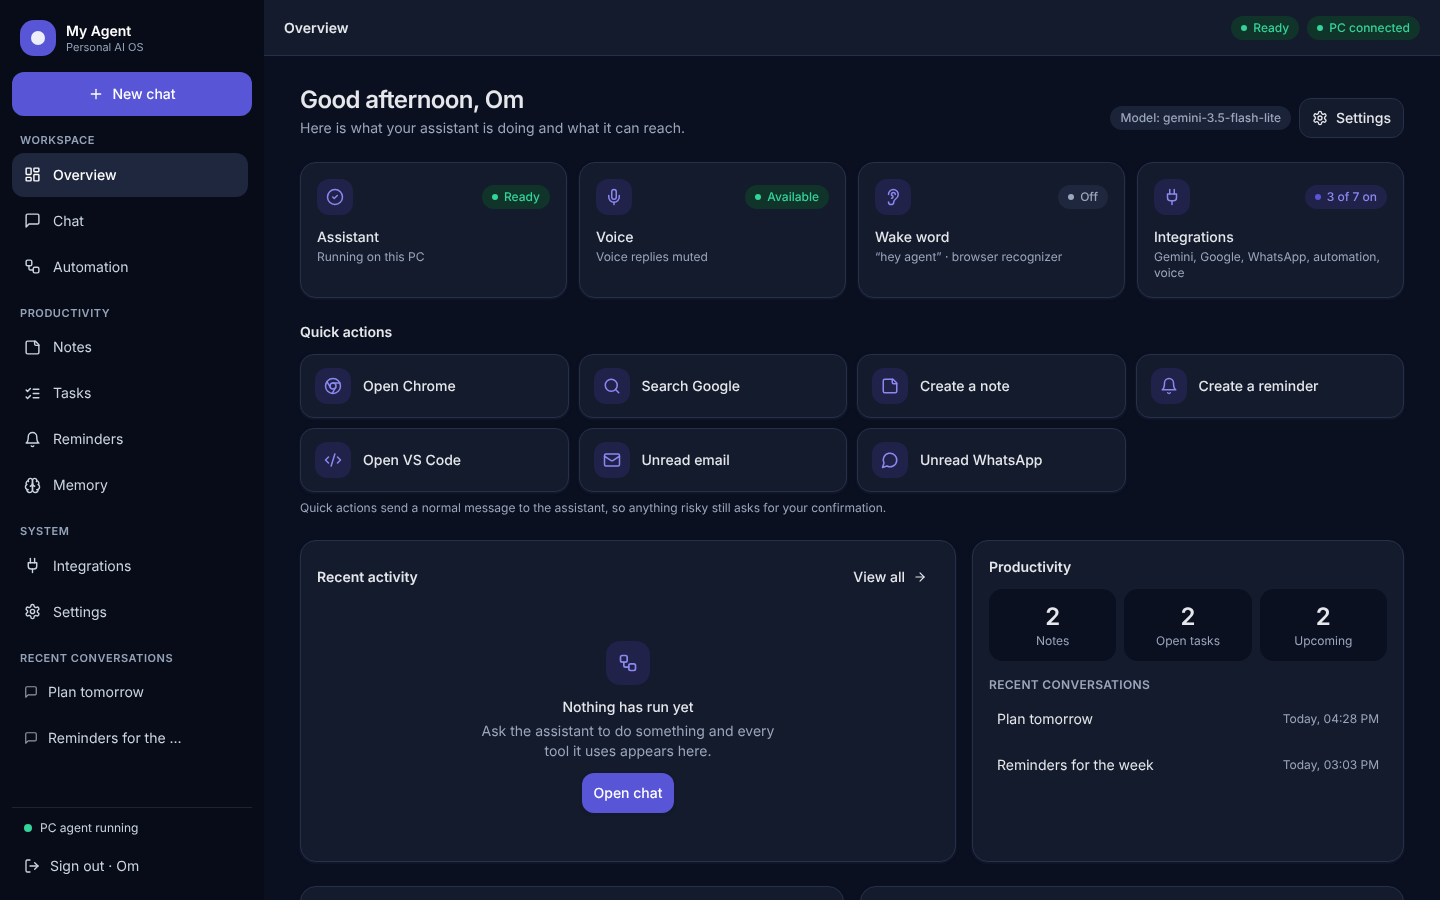 My Agent
Personal AI OS
New chat
WORKSPACE
Overview
Chat
Automation
PRODUCTIVITY
Notes
Tasks
Reminders
Memory
SYSTEM
Integrations
Settings
RECENT CONVERSATIONS
Plan tomorrow
Reminders for the ...
PC agent running
Sign out · Om
Overview
Ready
PC connected
Good afternoon, Om
Here is what your assistant is doing and what it can reach.
Model: gemini-3.5-flash-lite
Settings
Ready
Assistant
Running on this PC
Available
Voice
Voice replies muted
Off
Wake word
“hey agent” · browser recognizer
3 of 7 on
Integrations
Gemini, Google, WhatsApp, automation,
voice
Quick actions
Open Chrome
Search Google
Create a note
Create a reminder
Open VS Code
Unread email
Unread WhatsApp
Quick actions send a normal message to the assistant, so anything risky still asks for your confirmation.
Recent activity
View all
Nothing has run yet
Ask the assistant to do something and every
tool it uses appears here.
Open chat
Productivity
2
Notes
2
Open tasks
2
Upcoming
RECENT CONVERSATIONS
Plan tomorrow
Today, 04:28 PM
Reminders for the week
Today, 03:03 PM